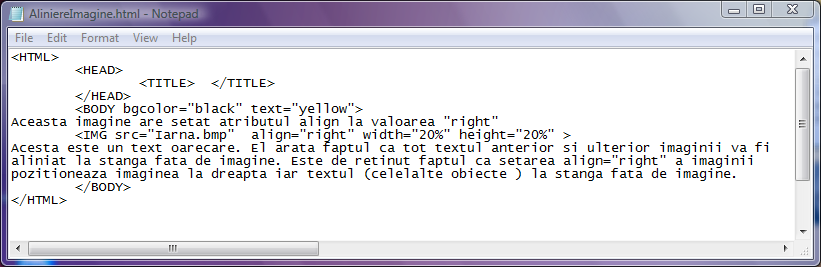 AliniereImagine.html - Notepad
File Edit Format View Help
<HTML>
<HEAD>
<TITLE> </TITLE>
</HEAD>
<BODY bgcolor="black" text="yellow">
Aceasta imagine are setat atributul align la valoarea "right"
<IMG src="Iarna.bmp" align="right" width="20%" height="20%" >
Acesta este un text oarecare. El arata faptul ca tot textul anterior si ulterior imaginii va fi
aliniat la stanga fata de imagine. Este de retinut faptul ca setarea align="right" a imaginii
pozitioneaza imaginea la dreapta iar textul (celelalte obiecte ) la stanga fata de imagine.
</BODY>
</HTML>